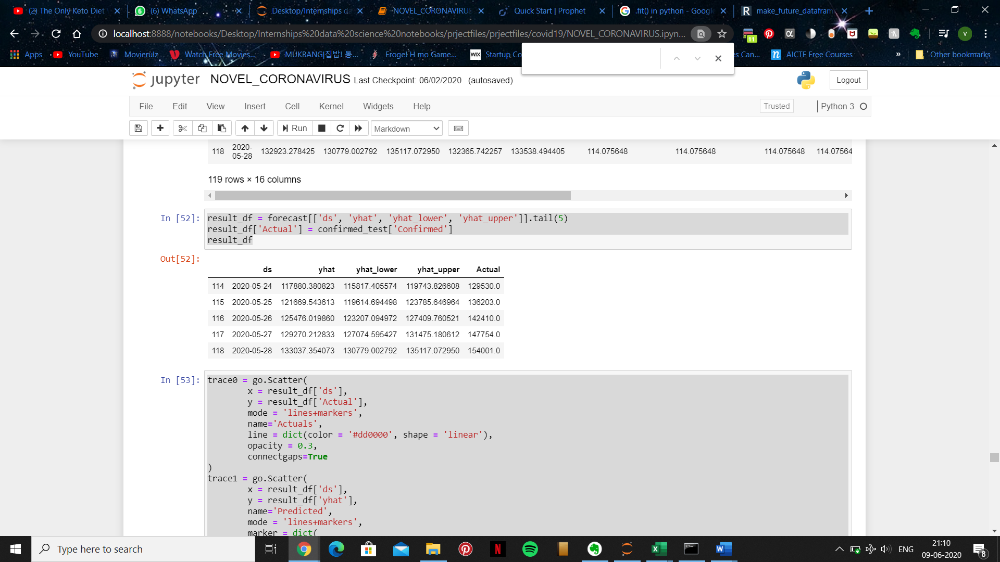 (2) The Only Keto Diet
(6) WhatsApp
Desktop/Internships da
NOVEL_CORONAVIRUS
Quick Start | Prophet
.fit() in python - Google
make_future_datafram
localhost:8888/notebooks/Desktop/Internships%20data%20science%20notebooks/prjectfiles/prjectfiles/covid19/NOVEL_CORONAVIRUS.ipyn...
11
v
Apps
YouTube
Movierulz
Watch Free Movies...
MUKBANG|집밥! 통...
Eroge! H mo Game...
WIX Startup Co
es Can...
n AICTE Free Courses
»
Other bookmarks
jupyter NOVEL_CORONAVIRUS Last Checkpoint: 06/02/2020 (autosaved)
Logout
File Edit View Insert Cell Kernel Widgets Help
Trusted
Python 3
Run
Markdown
118 2020-05-28 132923.278425 130779.002792 135117.072950 132365.742257 133538.494405 114.075648 114.075648 114.075648 114.07564
119 rows × 16 columns
In [52]: result_df = forecast[['ds', 'yhat', 'yhat_lower', 'yhat_upper']].tail(5)
result_df['Actual'] = confirmed_test['Confirmed']
result_df
Out[52]:
ds yhat yhat_lower yhat_upper Actual
114 2020-05-24 117880.380823 115817.405574 119743.826608 129530.0
115 2020-05-25 121669.543613 119614.694498 123785.646964 136203.0
116 2020-05-26 125476.019860 123207.094972 127409.760521 142410.0
117 2020-05-27 129270.212833 127074.595427 131475.180612 147754.0
118 2020-05-28 133037.354073 130779.002792 135117.072950 154001.0
In [53]: trace0 = go.Scatter(
x = result_df['ds'],
y = result_df['Actual'],
mode = 'lines+markers',
name='Actuals',
line = dict(color = '#dd0000', shape = 'linear'),
opacity = 0.3,
connectgaps=True
)
trace1 = go.Scatter(
x = result_df['ds'],
y = result_df['yhat'],
name='Predicted',
mode = 'lines+markers',
marker = dict(
Type here to search
ENG
21:10
09-06-2020
8